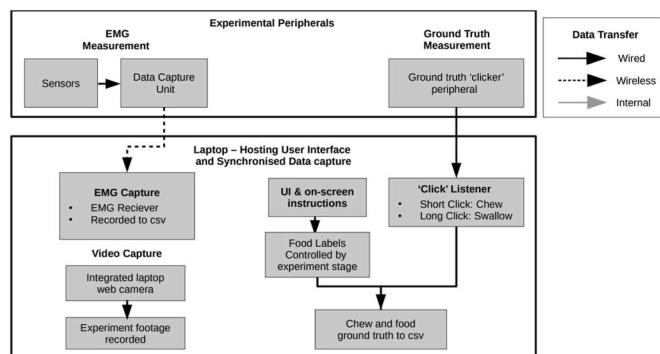 Experimental Peripherals
EMG
Measurement
Sensors
Data Capture
Unit
Ground Truth
Measurement
Ground truth ‘clicker’
peripheral
Data Transfer
Wired
Wireless
Internal
Laptop – Hosting User Interface
and Synchronised Data capture
EMG Capture
• EMG Reciever
• Recorded to csv
UI & on-screen
instructions
‘Click’ Listener
• Short Click: Chew
• Long Click: Swallow
Video Capture
Integrated laptop
web camera
Experiment footage
recorded
Food Labels
Controlled by
experiment stage
Chew and food
ground truth to csv